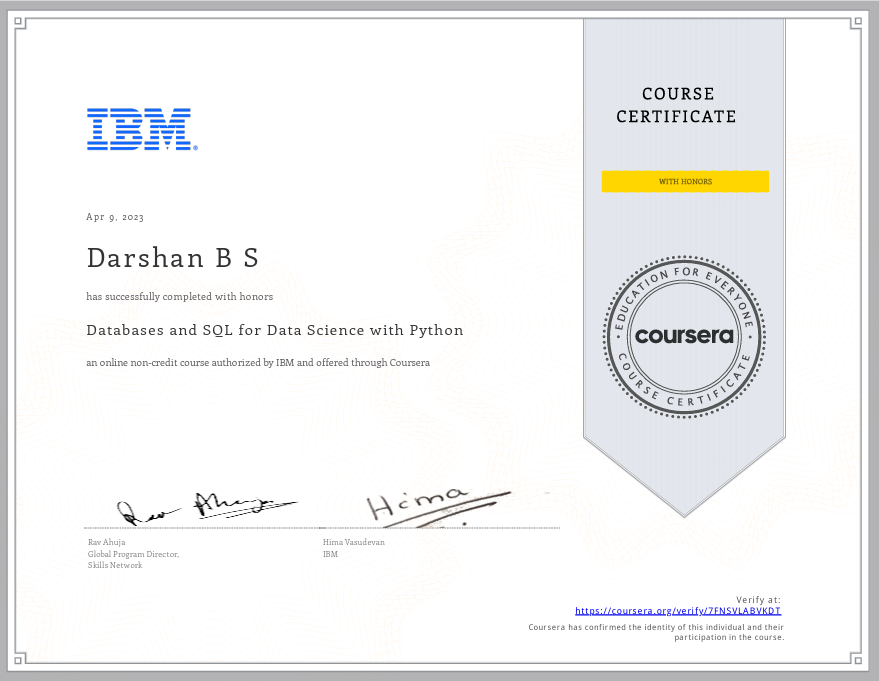 IBM®
COURSE
CERTIFICATE
WITH HONORS
Apr 9, 2023
Darshan B S
has successfully completed with honors
Databases and SQL for Data Science with Python
an online non-credit course authorized by IBM and offered through Coursera
• EDUCATION FOR EVERYONE •
coursera
COURSE CERTIFICATE
Rav Ahuja
Hima
Rav Ahuja
Global Program Director,
Skills Network
Hima Vasudevan
IBM
Verify at:
https://coursera.org/verify/7FNSVLABVKDT
Coursera has confirmed the identity of this individual and their
participation in the course.